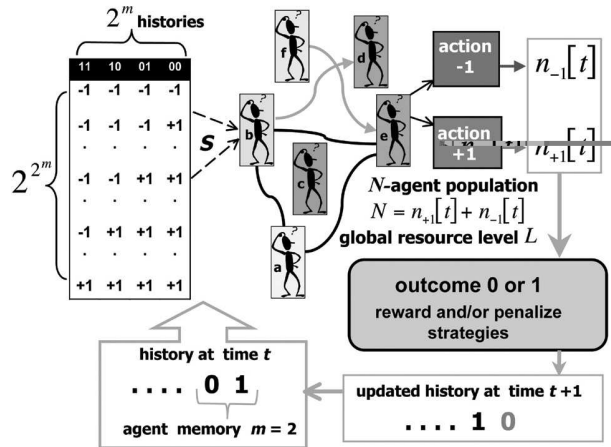 2^m histories
11 10 01 00
-1 -1 -1 -1
-1 -1 -1 +1
. . . .
-1 -1 +1 +1
. . . .
-1 +1 +1 +1
. . . .
+1 +1 +1 +1
2^{2^m}
S
?
f
?
d
?
b
?
e
?
c
?
a
action
-1
action
+1
n₋₁[t]
n₊₁[t]
N-agent population
N = n₊₁[t] + n₋₁[t]
global resource level L
outcome 0 or 1
reward and/or penalize
strategies
history at time t
. . . . 0 1
agent memory m = 2
updated history at time t+1
. . . . 1 0